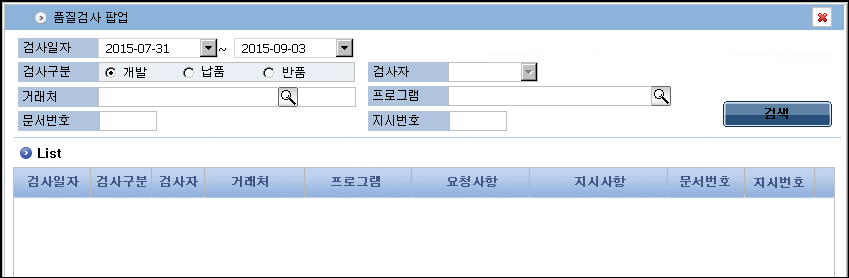 품질검사 팝업
검사일자 2015-07-31 ~ 2015-09-03
검사구분 개발 납품 반품 검사자
거래처 프로그램
문서번호 지시번호 검색
List
검사일자 검사구분 검사자 거래처 프로그램 요청사항 지시사항 문서번호 지시번호